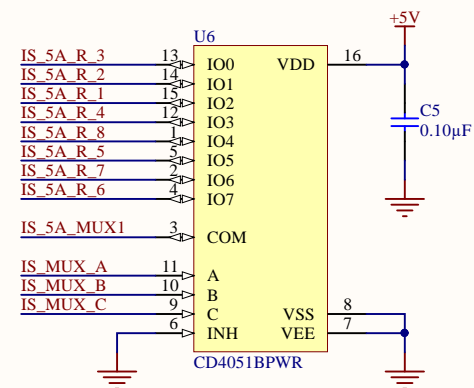 U6
+5V
IS_5A_R_3 13 IO0 VDD 16
IS_5A_R_2 14 IO1
IS_5A_R_1 15 IO2
IS_5A_R_4 12 IO3
IS_5A_R_8 1 IO4
IS_5A_R_5 5 IO5
IS_5A_R_7 2 IO6
IS_5A_R_6 4 IO7
C5
0.10µF
IS_5A_MUX1 3 COM
IS_MUX_A 11 A
IS_MUX_B 10 B
IS_MUX_C 9 C VSS 8
6 INH VEE 7
CD4051BPWR